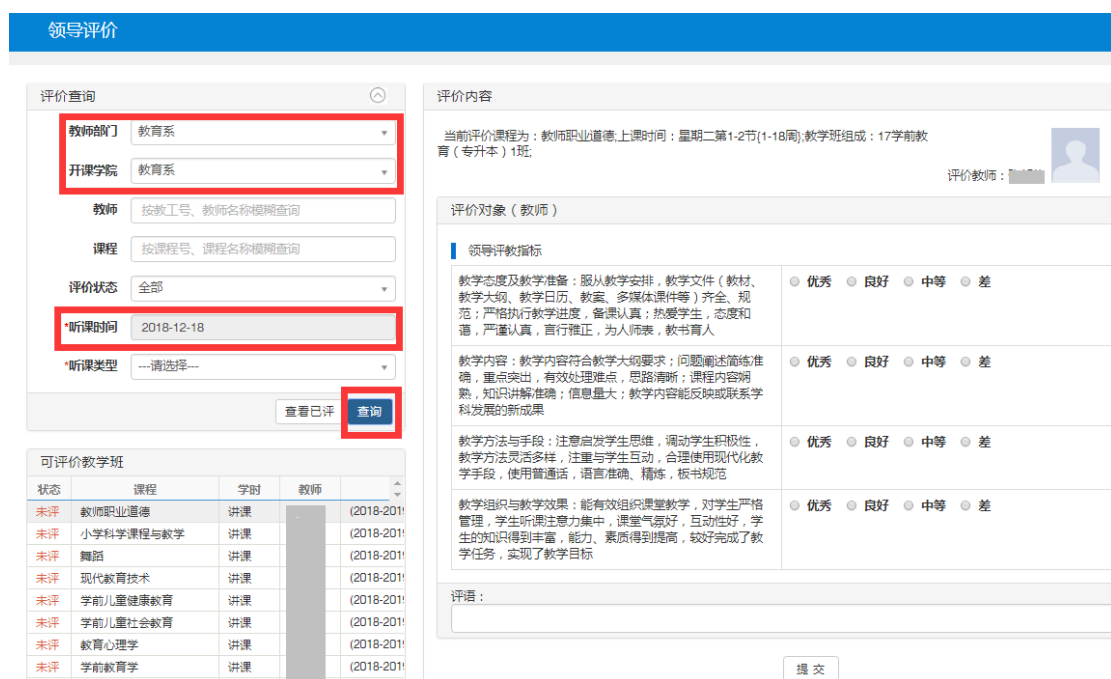 领导评价
评价查询
教师部门 教育系
开课学院 教育系
教师 按教工号、教师名称模糊查询
课程 按课程号、课程名称模糊查询
评价状态 全部
*听课时间 2018-12-18
*听课类型 ---请选择---
查看已评 查询
可评价教学班
状态 课程 学时 教师
未评 教师职业道德 讲课 (2018-201
未评 小学科学课程与教学 讲课 (2018-201
未评 舞蹈 讲课 (2018-201
未评 现代教育技术 讲课 (2018-201
未评 学前儿童健康教育 讲课 (2018-201
未评 学前儿童社会教育 讲课 (2018-201
未评 教育心理学 讲课 (2018-201
未评 学前教育学 讲课 (2018-201
评价内容
当前评价课程为：教师职业道德;上课时间：星期二第1-2节{1-18周};教学班组成：17学前教
育（专升本）1班;
评价教师：
评价对象（教师）
领导评教指标
教学态度及教学准备：服从教学安排，教学文件（教材、
教学大纲、教学日历、教案、多媒体课件等）齐全、规
范；严格执行教学进度，备课认真；热爱学生，态度和
蔼，严谨认真，言行雅正，为人师表，教书育人
优秀 良好 中等 差
教学内容：教学内容符合教学大纲要求；问题阐述简练准
确，重点突出，有效处理难点，思路清晰；课程内容娴
熟，知识讲解准确；信息量大；教学内容能反映或联系学
科发展的新成果
优秀 良好 中等 差
教学方法与手段：注意启发学生思维，调动学生积极性，
教学方法灵活多样，注重与学生互动，合理使用现代化教
学手段，使用普通话，语言准确、精炼，板书规范
优秀 良好 中等 差
教学组织与教学效果：能有效组织课堂教学，对学生严格
管理，学生听课注意力集中，课堂气氛好，互动性好，学
生的知识得到丰富，能力、素质得到提高，较好完成了教
学任务，实现了教学目标
优秀 良好 中等 差
评语：
提 交